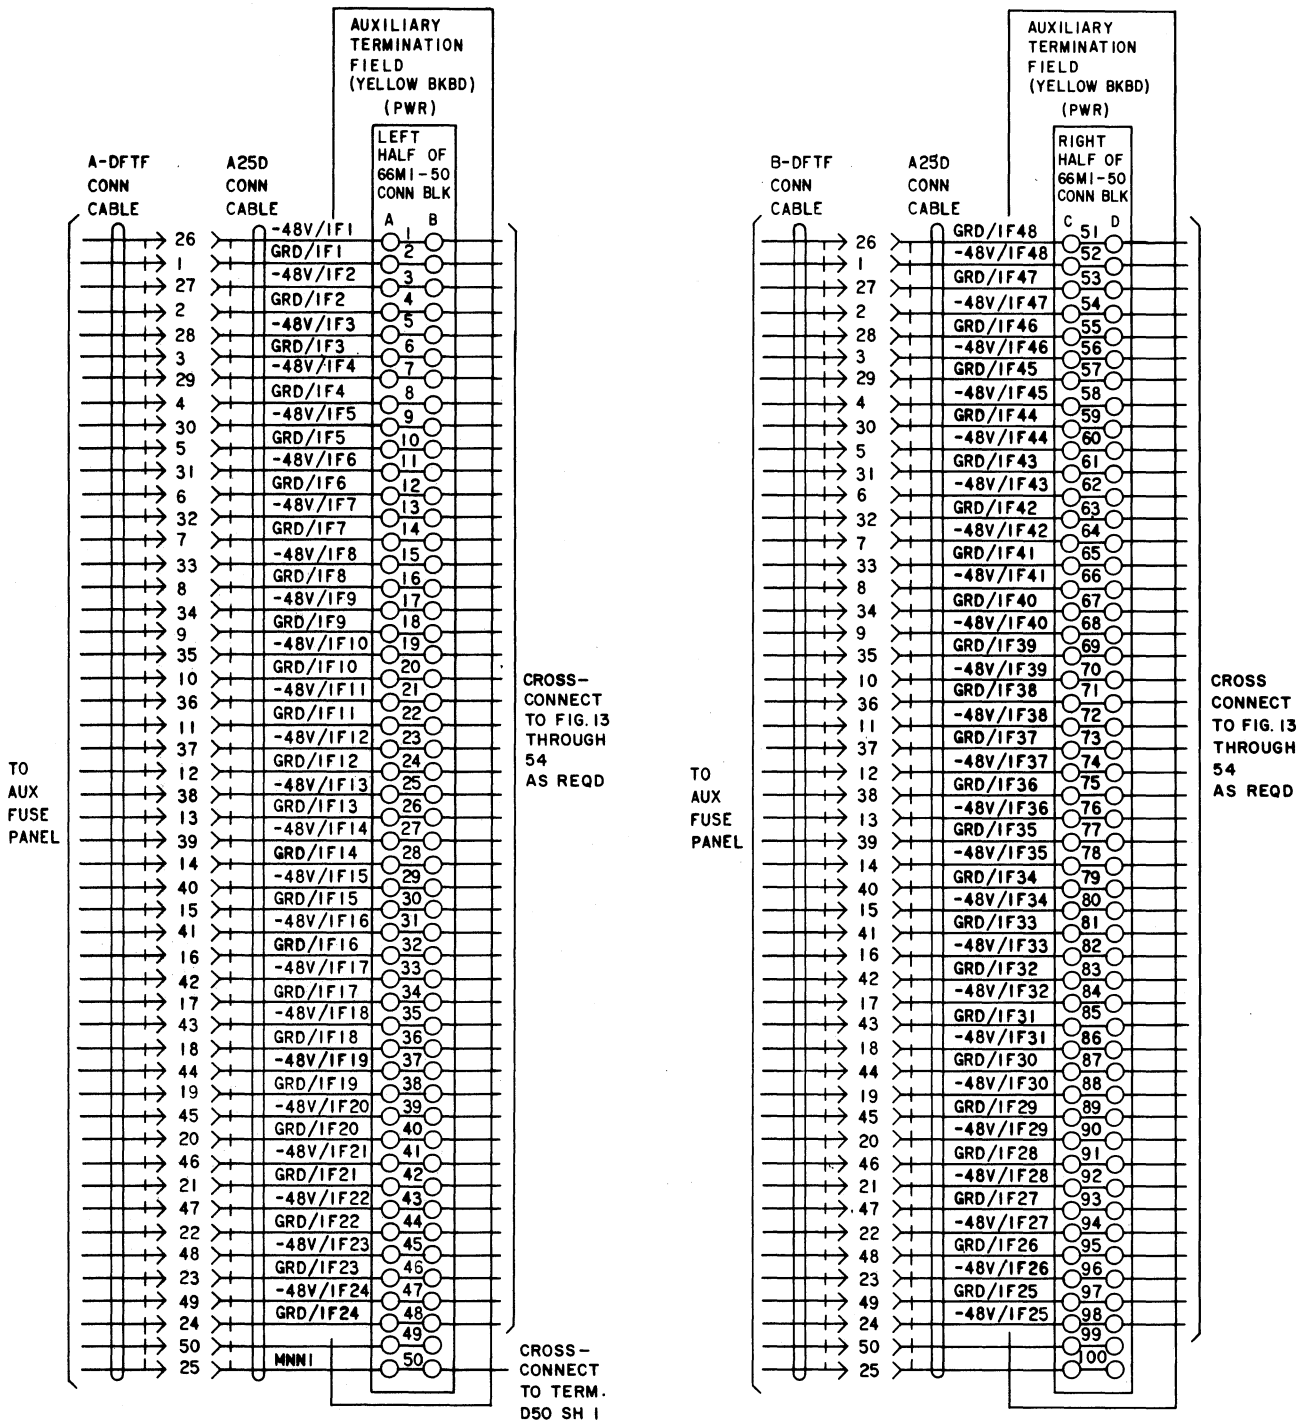 AUXILIARY
TERMINATION
FIELD
(YELLOW BKBD)
(PWR)
LEFT
HALF OF
66M1-50
CONN BLK
A B
A-DFTF
CONN
CABLE
A25D
CONN
CABLE
26 -48V/IF1 1
1 GRD/IF1 2
27 -48V/IF2 3
2 GRD/IF2 4
28 -48V/IF3 5
3 GRD/IF3 6
29 -48V/IF4 7
4 GRD/IF4 8
30 -48V/IF5 9
5 GRD/IF5 10
31 -48V/IF6 11
6 GRD/IF6 12
32 -48V/IF7 13
7 GRD/IF7 14
33 -48V/IF8 15
8 GRD/IF8 16
34 -48V/IF9 17
9 GRD/IF9 18
35 -48V/IF10 19
10 GRD/IF10 20
36 -48V/IF11 21
11 GRD/IF11 22
37 -48V/IF12 23
12 GRD/IF12 24
38 -48V/IF13 25
13 GRD/IF13 26
39 -48V/IF14 27
14 GRD/IF14 28
40 -48V/IF15 29
15 GRD/IF15 30
41 -48V/IF16 31
16 GRD/IF16 32
42 -48V/IF17 33
17 GRD/IF17 34
43 -48V/IF18 35
18 GRD/IF18 36
44 -48V/IF19 37
19 GRD/IF19 38
45 -48V/IF20 39
20 GRD/IF20 40
46 -48V/IF21 41
21 GRD/IF21 42
47 -48V/IF22 43
22 GRD/IF22 44
48 -48V/IF23 45
23 GRD/IF23 46
49 -48V/IF24 47
24 GRD/IF24 48
50 49
25 MNN1 50
TO
AUX
FUSE
PANEL
CROSS-
CONNECT
TO FIG. 13
THROUGH
54
AS REQD
CROSS-
CONNECT
TO TERM.
D50 SH 1
AUXILIARY
TERMINATION
FIELD
(YELLOW BKBD)
(PWR)
RIGHT
HALF OF
66M1-50
CONN BLK
C D
B-DFTF
CONN
CABLE
A25D
CONN
CABLE
26 GRD/IF48 51
1 -48V/IF48 52
27 GRD/IF47 53
2 -48V/IF47 54
28 GRD/IF46 55
3 -48V/IF46 56
29 GRD/IF45 57
4 -48V/IF45 58
30 GRD/IF44 59
5 -48V/IF44 60
31 GRD/IF43 61
6 -48V/IF43 62
32 GRD/IF42 63
7 -48V/IF42 64
33 GRD/IF41 65
8 -48V/IF41 66
34 GRD/IF40 67
9 -48V/IF40 68
35 GRD/IF39 69
10 -48V/IF39 70
36 GRD/IF38 71
11 -48V/IF38 72
37 GRD/IF37 73
12 -48V/IF37 74
38 GRD/IF36 75
13 -48V/IF36 76
39 GRD/IF35 77
14 -48V/IF35 78
40 GRD/IF34 79
15 -48V/IF34 80
41 GRD/IF33 81
16 -48V/IF33 82
42 GRD/IF32 83
17 -48V/IF32 84
43 GRD/IF31 85
18 -48V/IF31 86
44 GRD/IF30 87
19 -48V/IF30 88
45 GRD/IF29 89
20 -48V/IF29 90
46 GRD/IF28 91
21 -48V/IF28 92
47 GRD/IF27 93
22 -48V/IF27 94
48 GRD/IF26 95
23 -48V/IF26 96
49 GRD/IF25 97
24 -48V/IF25 98
50 99
25 100
TO
AUX
FUSE
PANEL
CROSS
CONNECT
TO FIG. 13
THROUGH
54
AS REQD